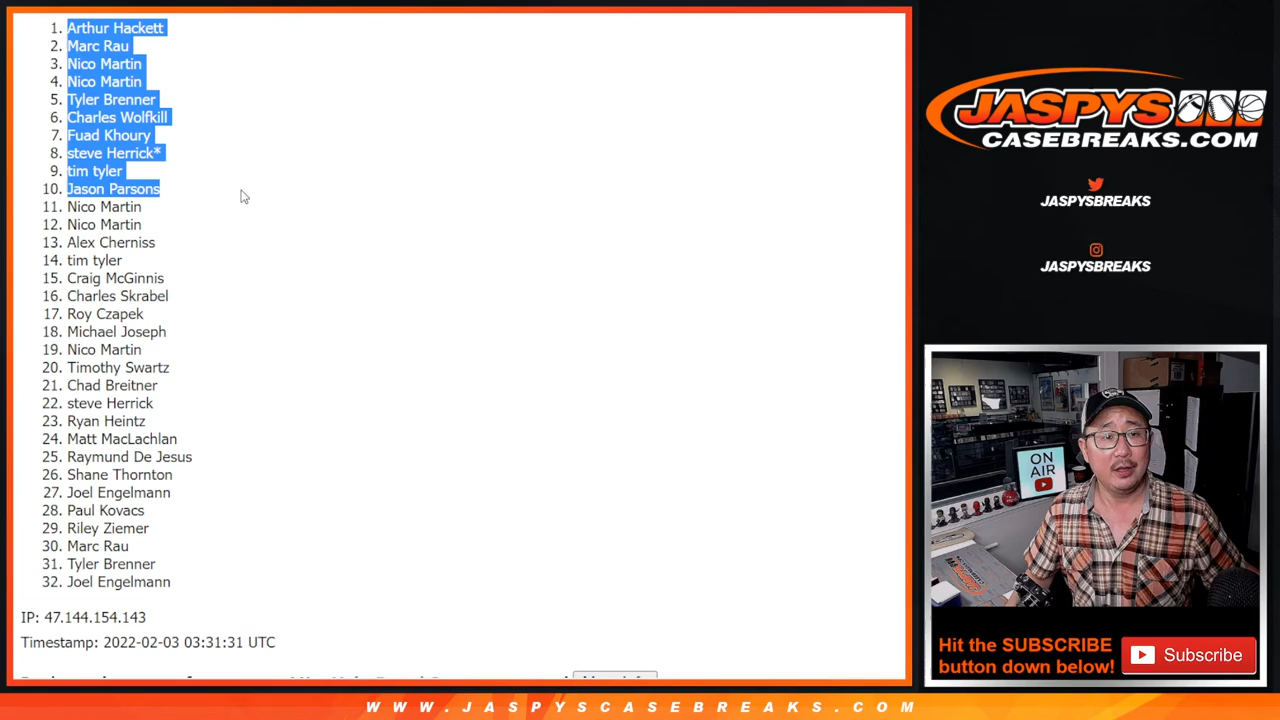 1. Arthur Hackett
2. Marc Rau
3. Nico Martin
4. Nico Martin
5. Tyler Brenner
6. Charles Wolfkill
7. Fuad Khoury
8. steve Herrick*
9. tim tyler
10. Jason Parsons
11. Nico Martin
12. Nico Martin
13. Alex Cherniss
14. tim tyler
15. Craig McGinnis
16. Charles Skrabel
17. Roy Czapek
18. Michael Joseph
19. Nico Martin
20. Timothy Swartz
21. Chad Breitner
22. steve Herrick
23. Ryan Heintz
24. Matt MacLachlan
25. Raymund De Jesus
26. Shane Thornton
27. Joel Engelmann
28. Paul Kovacs
29. Riley Ziemer
30. Marc Rau
31. Tyler Brenner
32. Joel Engelmann
IP: 47.144.154.143
Timestamp: 2022-02-03 03:31:31 UTC
JASPYS
CASEBREAKS.COM
JASPYSBREAKS
JASPYSBREAKS
ON
AIR
Hit the SUBSCRIBE
button down below!
Subscribe
WWW.JASPYSCASEBREAKS.COM